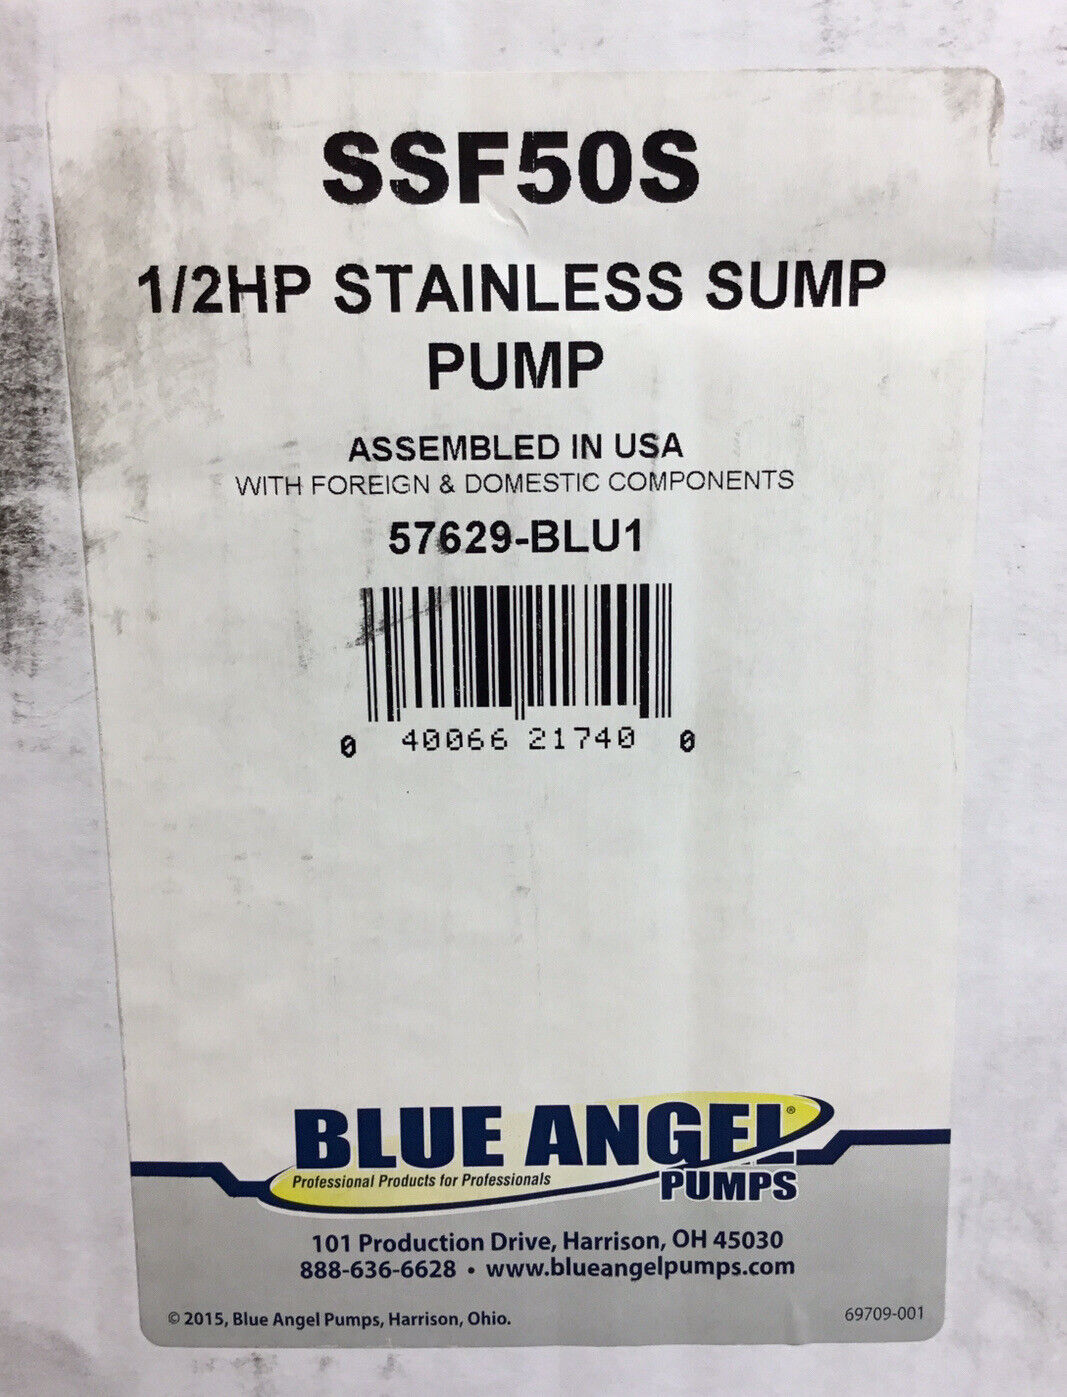 SSF50S
1/2HP STAINLESS SUMP
PUMP
ASSEMBLED IN USA
WITH FOREIGN & DOMESTIC COMPONENTS
57629-BLU1
0 40066 21740 0
BLUE ANGEL®
Professional Products for Professionals
PUMPS
101 Production Drive, Harrison, OH 45030
888-636-6628 • www.blueangelpumps.com
© 2015, Blue Angel Pumps, Harrison, Ohio.
69709-001